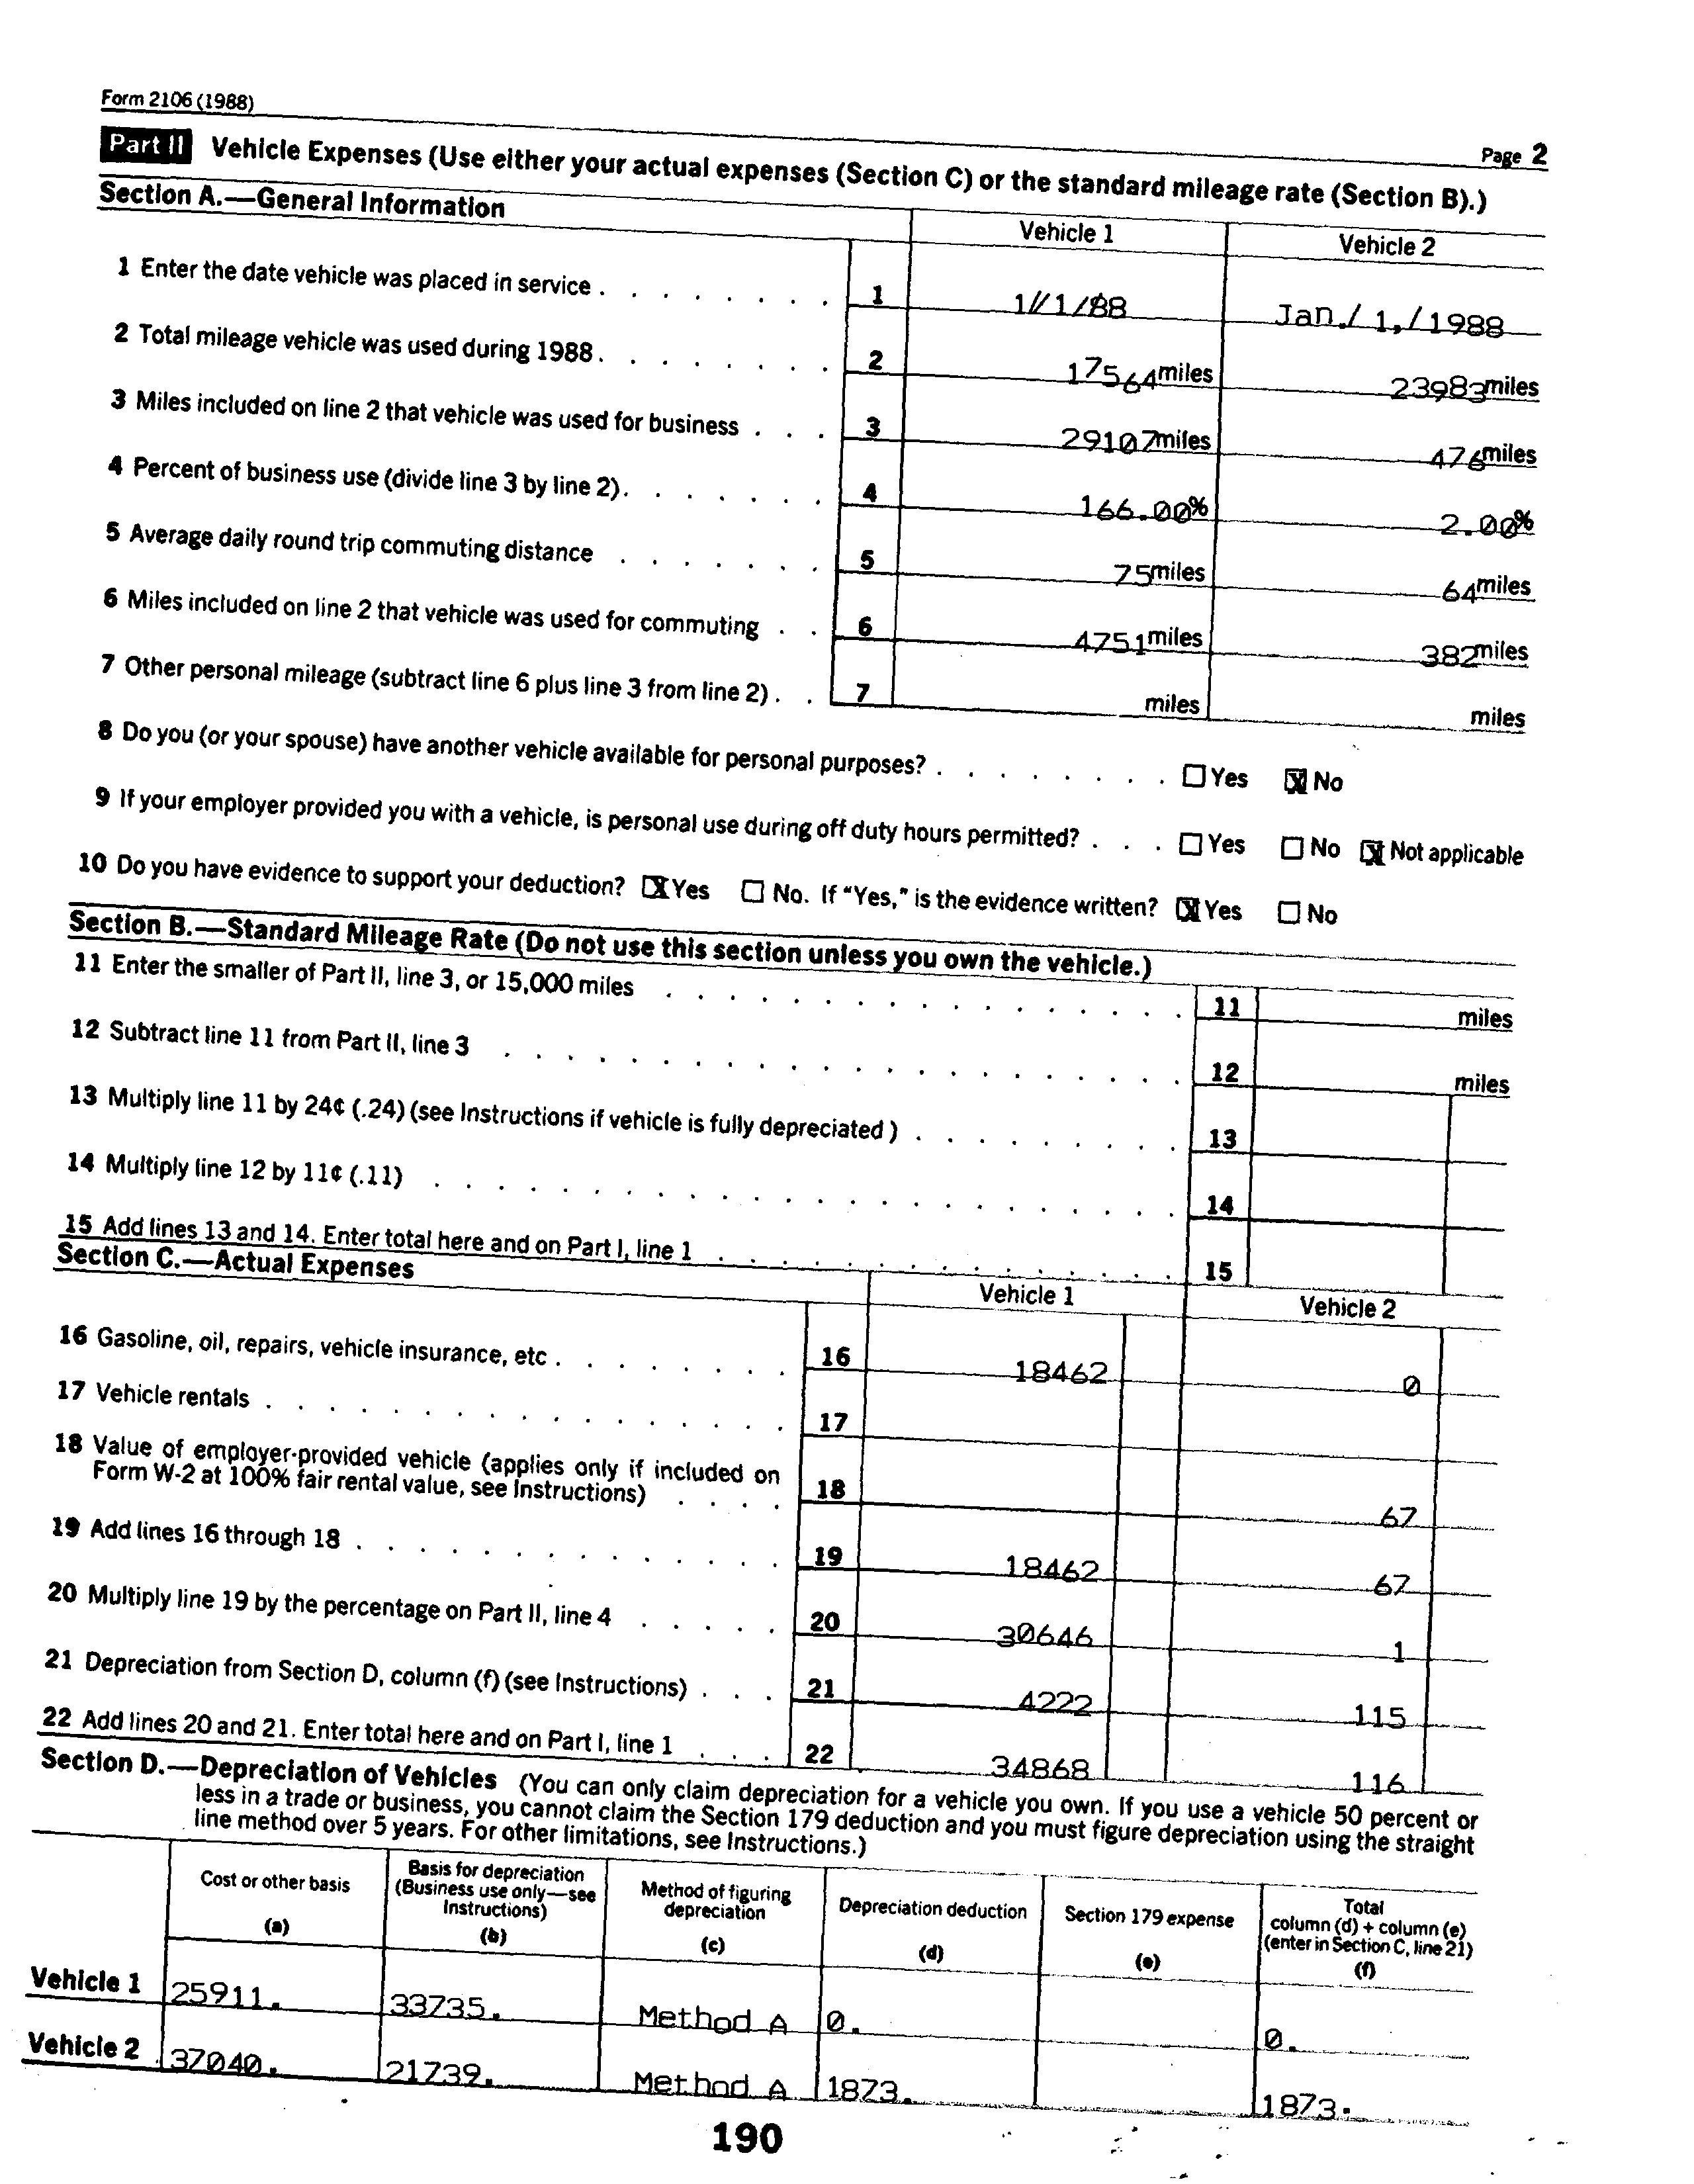 Form 2106 (1988)
Page 2
Part II Vehicle Expenses (Use either your actual expenses (Section C) or the standard mileage rate (Section B).)
Section A.—General Information
Vehicle 1 Vehicle 2
1 Enter the date vehicle was placed in service . . . . . . . . 1 1//1/88 Jan./ 1,/1988
2 Total mileage vehicle was used during 1988 . . . . . . . . 2 17564 miles 23983 miles
3 Miles included on line 2 that vehicle was used for business . . . 3 29107 miles 476 miles
4 Percent of business use (divide line 3 by line 2) . . . . . . . 4 166.00% 2.00%
5 Average daily round trip commuting distance . . . . . . . 5 75 miles 64 miles
6 Miles included on line 2 that vehicle was used for commuting . . 6 4751 miles 382 miles
7 Other personal mileage (subtract line 6 plus line 3 from line 2) . . 7 miles miles
8 Do you (or your spouse) have another vehicle available for personal purposes? . . . . . . . . ☐ Yes ☒ No
9 If your employer provided you with a vehicle, is personal use during off duty hours permitted? . . . ☐ Yes ☐ No ☒ Not applicable
10 Do you have evidence to support your deduction? ☒ Yes ☐ No. If "Yes," is the evidence written? ☒ Yes ☐ No
Section B.—Standard Mileage Rate (Do not use this section unless you own the vehicle.)
11 Enter the smaller of Part II, line 3, or 15,000 miles . . . . . . . . . . . . . . . . . 11 miles
12 Subtract line 11 from Part II, line 3 . . . . . . . . . . . . . . . . . . . . . . 12 miles
13 Multiply line 11 by 24¢ (.24) (see Instructions if vehicle is fully depreciated ) . . . . . . . . . 13
14 Multiply line 12 by 11¢ (.11) . . . . . . . . . . . . . . . . . . . . . . . . 14
15 Add lines 13 and 14. Enter total here and on Part I, line 1 . . . . . . . . . . . . . . . 15
Section C.—Actual Expenses
Vehicle 1 Vehicle 2
16 Gasoline, oil, repairs, vehicle insurance, etc . . . . . . . . 16 18462 0
17 Vehicle rentals . . . . . . . . . . . . . . . . . 17
18 Value of employer-provided vehicle (applies only if included on
Form W-2 at 100% fair rental value, see Instructions) . . . . 18 67
19 Add lines 16 through 18 . . . . . . . . . . . . . . 19 18462 67
20 Multiply line 19 by the percentage on Part II, line 4 . . . . . 20 30646 1
21 Depreciation from Section D, column (f) (see Instructions) . . . 21 4222 115
22 Add lines 20 and 21. Enter total here and on Part I, line 1 . . . 22 34868 116
Section D.—Depreciation of Vehicles (You can only claim depreciation for a vehicle you own. If you use a vehicle 50 percent or
less in a trade or business, you cannot claim the Section 179 deduction and you must figure depreciation using the straight
line method over 5 years. For other limitations, see Instructions.)
Cost or other basis (a)
Basis for depreciation (Business use only—see Instructions) (b)
Method of figuring depreciation (c)
Depreciation deduction (d)
Section 179 expense (e)
Total column (d) + column (e) (enter in Section C, line 21) (f)
Vehicle 1 25911. 33735. Method A 0. 0.
Vehicle 2 37040. 21739. Method A 1873. 1873.
190